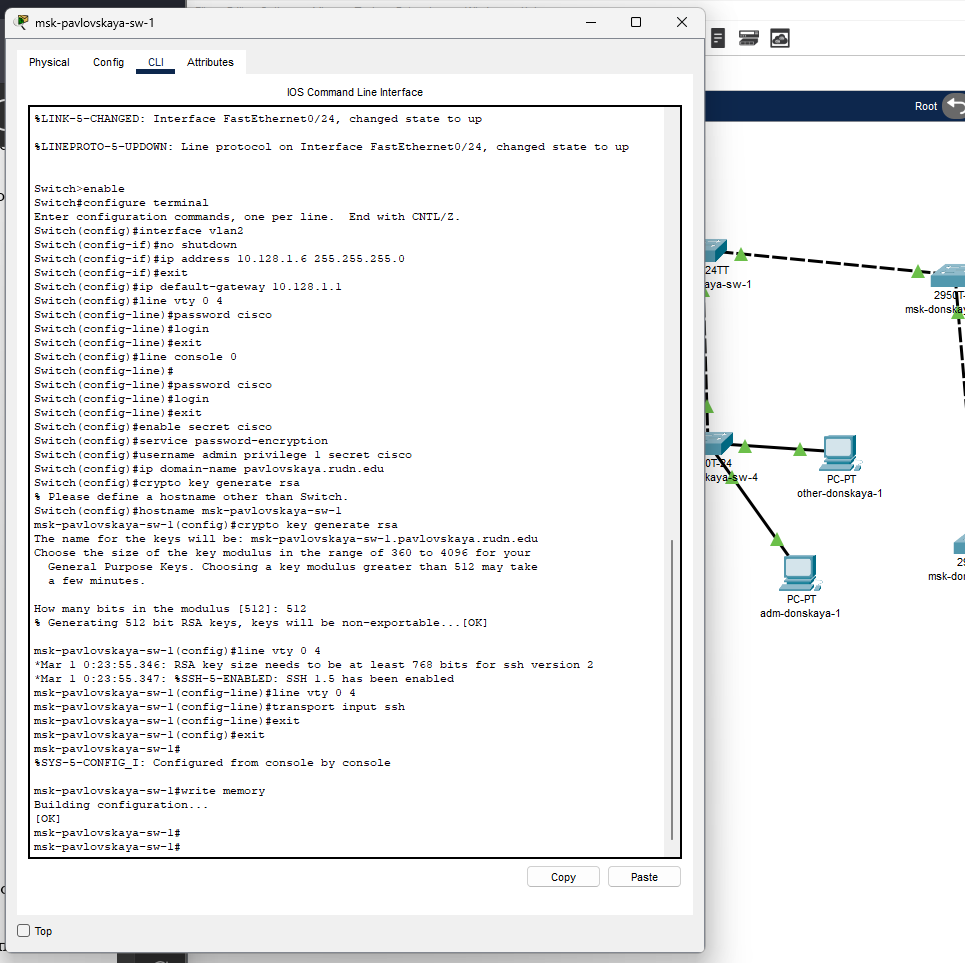 msk-pavlovskaya-sw-1
Physical
Config
CLI
Attributes
IOS Command Line Interface
%LINK-5-CHANGED: Interface FastEthernet0/24, changed state to up
%LINEPROTO-5-UPDOWN: Line protocol on Interface FastEthernet0/24, changed state to up
Switch>enable
Switch#configure terminal
Enter configuration commands, one per line.  End with CNTL/Z.
Switch(config)#interface vlan2
Switch(config-if)#no shutdown
Switch(config-if)#ip address 10.128.1.6 255.255.255.0
Switch(config-if)#exit
Switch(config)#ip default-gateway 10.128.1.1
Switch(config)#line vty 0 4
Switch(config-line)#password cisco
Switch(config-line)#login
Switch(config-line)#exit
Switch(config)#line console 0
Switch(config-line)#
Switch(config-line)#password cisco
Switch(config-line)#login
Switch(config-line)#exit
Switch(config)#enable secret cisco
Switch(config)#service password-encryption
Switch(config)#username admin privilege 1 secret cisco
Switch(config)#ip domain-name pavlovskaya.rudn.edu
Switch(config)#crypto key generate rsa
% Please define a hostname other than Switch.
Switch(config)#hostname msk-pavlovskaya-sw-1
msk-pavlovskaya-sw-1(config)#crypto key generate rsa
The name for the keys will be: msk-pavlovskaya-sw-1.pavlovskaya.rudn.edu
Choose the size of the key modulus in the range of 360 to 4096 for your
General Purpose Keys. Choosing a key modulus greater than 512 may take
a few minutes.
How many bits in the modulus [512]: 512
% Generating 512 bit RSA keys, keys will be non-exportable...[OK]
msk-pavlovskaya-sw-1(config)#line vty 0 4
*Mar 1 0:23:55.346: RSA key size needs to be at least 768 bits for ssh version 2
*Mar 1 0:23:55.347: %SSH-5-ENABLED: SSH 1.5 has been enabled
msk-pavlovskaya-sw-1(config-line)#line vty 0 4
msk-pavlovskaya-sw-1(config-line)#transport input ssh
msk-pavlovskaya-sw-1(config-line)#exit
msk-pavlovskaya-sw-1(config)#exit
msk-pavlovskaya-sw-1#
%SYS-5-CONFIG_I: Configured from console by console
msk-pavlovskaya-sw-1#write memory
Building configuration...
[OK]
msk-pavlovskaya-sw-1#
msk-pavlovskaya-sw-1#
Copy
Paste
Top
Root
24TT
aya-sw-1
2950T
msk-donskay
0T-24
kaya-sw-4
PC-PT
other-donskaya-1
PC-PT
adm-donskaya-1
29
msk-do